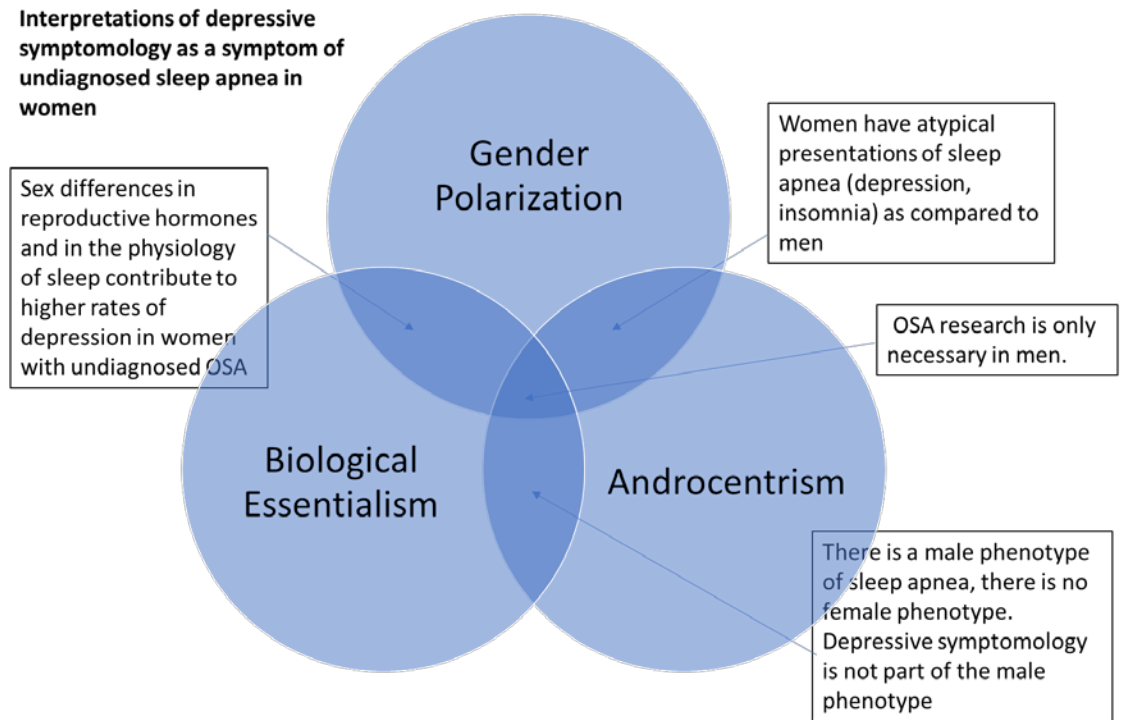 Interpretations of depressive
symptomology as a symptom of
undiagnosed sleep apnea in
women
Gender
Polarization
Women have atypical
presentations of sleep
apnea (depression,
insomnia) as compared to
men
Sex differences in
reproductive hormones
and in the physiology
of sleep contribute to
higher rates of
depression in women
with undiagnosed OSA
OSA research is only
necessary in men.
Biological
Essentialism
Androcentrism
There is a male phenotype
of sleep apnea, there is no
female phenotype.
Depressive symptomology
is not part of the male
phenotype